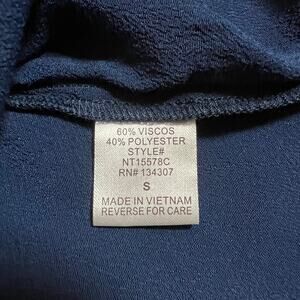 60% VISCOS
40% POLYESTER
STYLE#
NT15578C
RN# 134307
S
MADE IN VIETNAM
REVERSE FOR CARE